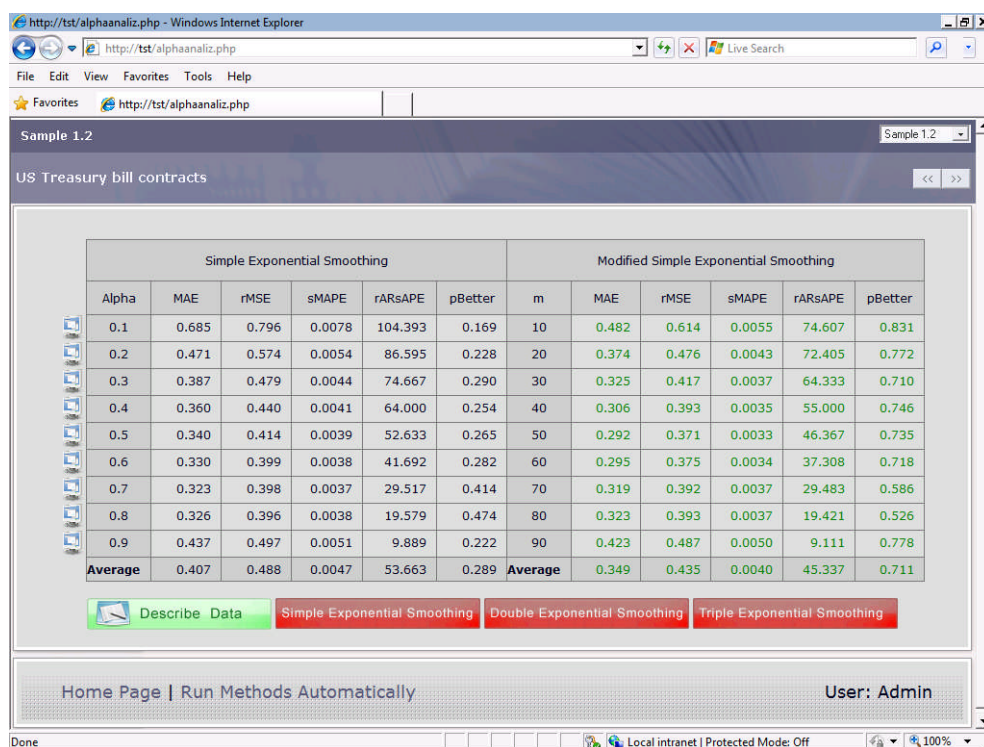 http://tst/alphaanaliz.php - Windows Internet Explorer
http://tst/alphaanaliz.php Live Search
File Edit View Favorites Tools Help
Favorites http://tst/alphaanaliz.php
Sample 1.2 Sample 1.2
US Treasury bill contracts << >>
Simple Exponential Smoothing Modified Simple Exponential Smoothing
Alpha MAE rMSE sMAPE rARsAPE pBetter m MAE rMSE sMAPE rARsAPE pBetter
0.1 0.685 0.796 0.0078 104.393 0.169 10 0.482 0.614 0.0055 74.607 0.831
0.2 0.471 0.574 0.0054 86.595 0.228 20 0.374 0.476 0.0043 72.405 0.772
0.3 0.387 0.479 0.0044 74.667 0.290 30 0.325 0.417 0.0037 64.333 0.710
0.4 0.360 0.440 0.0041 64.000 0.254 40 0.306 0.393 0.0035 55.000 0.746
0.5 0.340 0.414 0.0039 52.633 0.265 50 0.292 0.371 0.0033 46.367 0.735
0.6 0.330 0.399 0.0038 41.692 0.282 60 0.295 0.375 0.0034 37.308 0.718
0.7 0.323 0.398 0.0037 29.517 0.414 70 0.319 0.392 0.0037 29.483 0.586
0.8 0.326 0.396 0.0038 19.579 0.474 80 0.323 0.393 0.0037 19.421 0.526
0.9 0.437 0.497 0.0051 9.889 0.222 90 0.423 0.487 0.0050 9.111 0.778
Average 0.407 0.488 0.0047 53.663 0.289 Average 0.349 0.435 0.0040 45.337 0.711
Describe Data Simple Exponential Smoothing Double Exponential Smoothing Triple Exponential Smoothing
Home Page | Run Methods Automatically User: Admin
Done Local intranet | Protected Mode: Off 100%